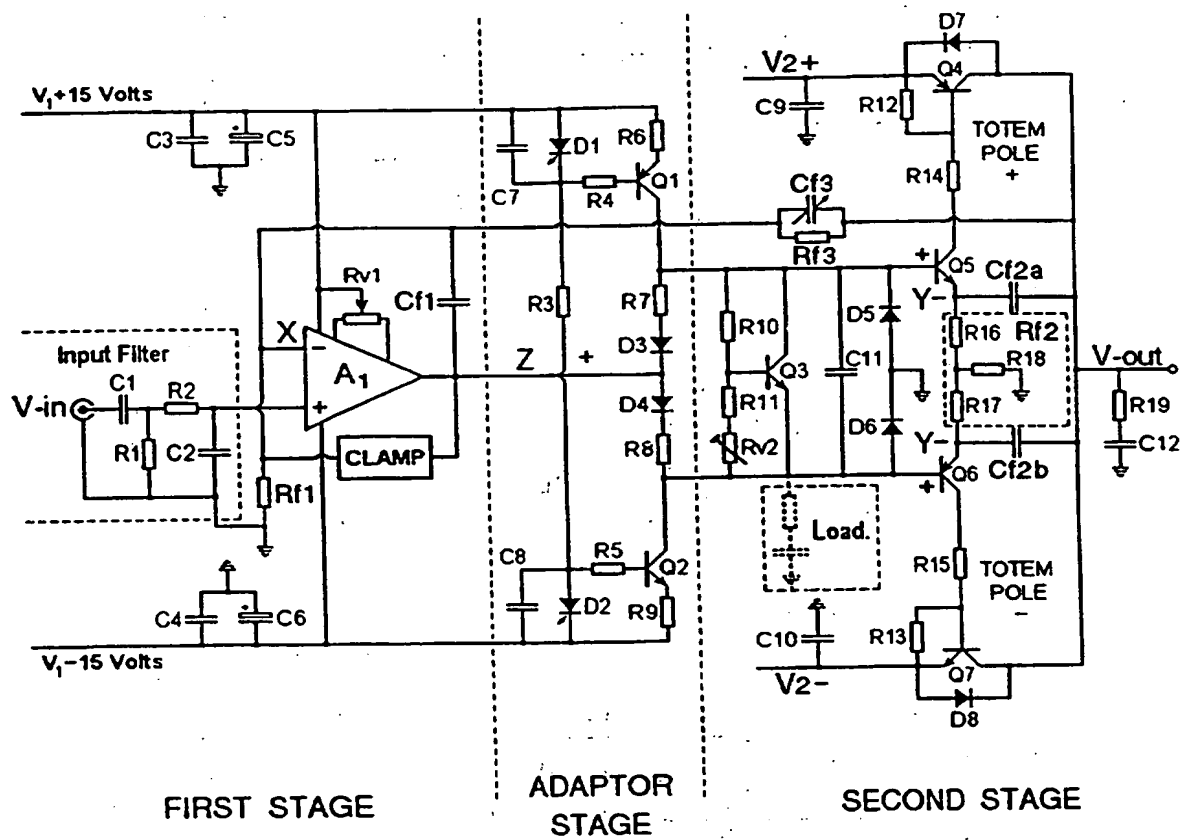 D7
V2+
Q4
V₁+15 Volts
C9
R12
TOTEM
POLE
+
C3
C5
D1
R6
C7
R4
Q1
R14
Cf3
Rf3
+
Q5
Cf2a
Y-
Rv1
Cf1
R3
R7
R10
D5
R16
Rf2
X
−
Input Filter
A₁
Z
+
D3
Q3
C11
R18
V-out
C1
R2
+
V-in
D4
R11
R17
R19
R1
C2
CLAMP
R8
Rv2
D6
Y-
C12
Cf2b
Q6
+
Rf1
Load.
C8
R5
Q2
R15
TOTEM
POLE
−
C4
C6
D2
R9
C10
R13
V₁−15 Volts
V2-
Q7
D8
FIRST STAGE
ADAPTOR
STAGE
SECOND STAGE